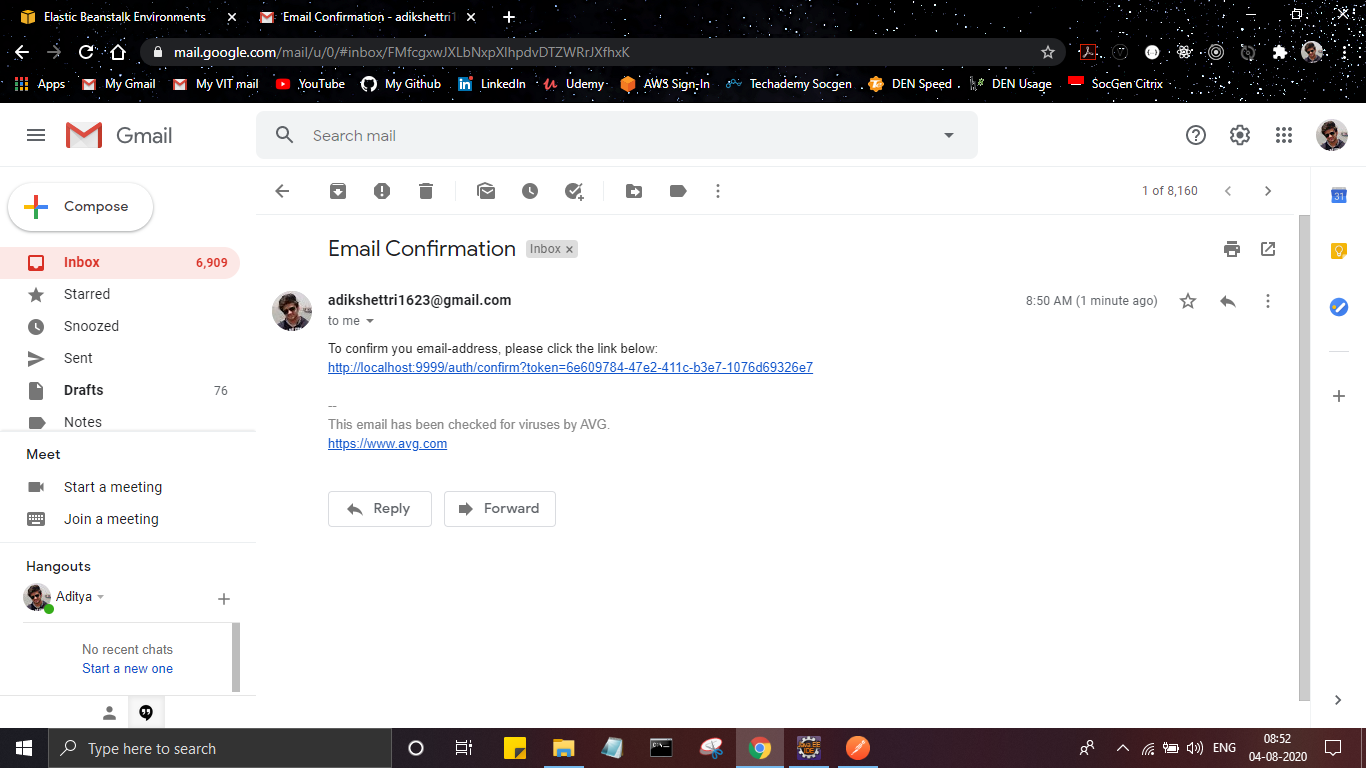 Elastic Beanstalk Environments
Email Confirmation - adikshettri1
mail.google.com/mail/u/0/#inbox/FMfcgxwJXLbNxpXIhpdvDTZWRrJXfhxK
Apps
My Gmail
My VIT mail
YouTube
My Github
LinkedIn
Udemy
AWS Sign-In
Techademy Socgen
DEN Speed
DEN Usage
SocGen Citrix
Gmail
Search mail
Compose
1 of 8,160
31
Inbox 6,909
Starred
Snoozed
Sent
Drafts 76
Notes
Meet
Start a meeting
Join a meeting
Hangouts
Aditya
No recent chats
Start a new one
Email Confirmation Inbox
adikshettri1623@gmail.com 8:50 AM (1 minute ago)
to me
To confirm you email-address, please click the link below:
http://localhost:9999/auth/confirm?token=6e609784-47e2-411c-b3e7-1076d69326e7
--
This email has been checked for viruses by AVG.
https://www.avg.com
Reply
Forward
Type here to search
Java EE
IDE
ENG
08:52
04-08-2020